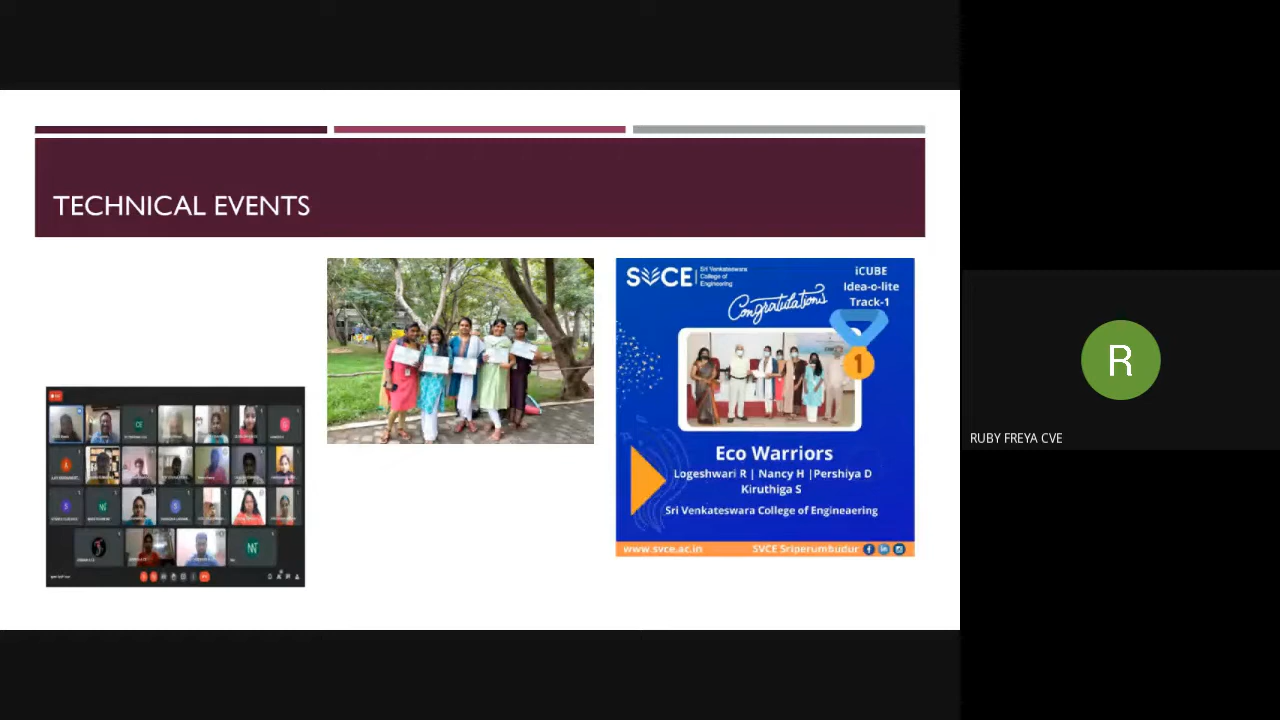 TECHNICAL EVENTS
SVCE
Sri Venkateswara
College of
Engineering
iCUBE
Idea-o-lite
Track-1
Congratulations
1
Eco Warriors
Logeshwari R | Nancy H |Pershiya D
Kiruthiga S
Sri Venkateswara College of Engineaering
www.svce.ac.in
SVCE Sriperumbudur
R
RUBY FREYA CVE